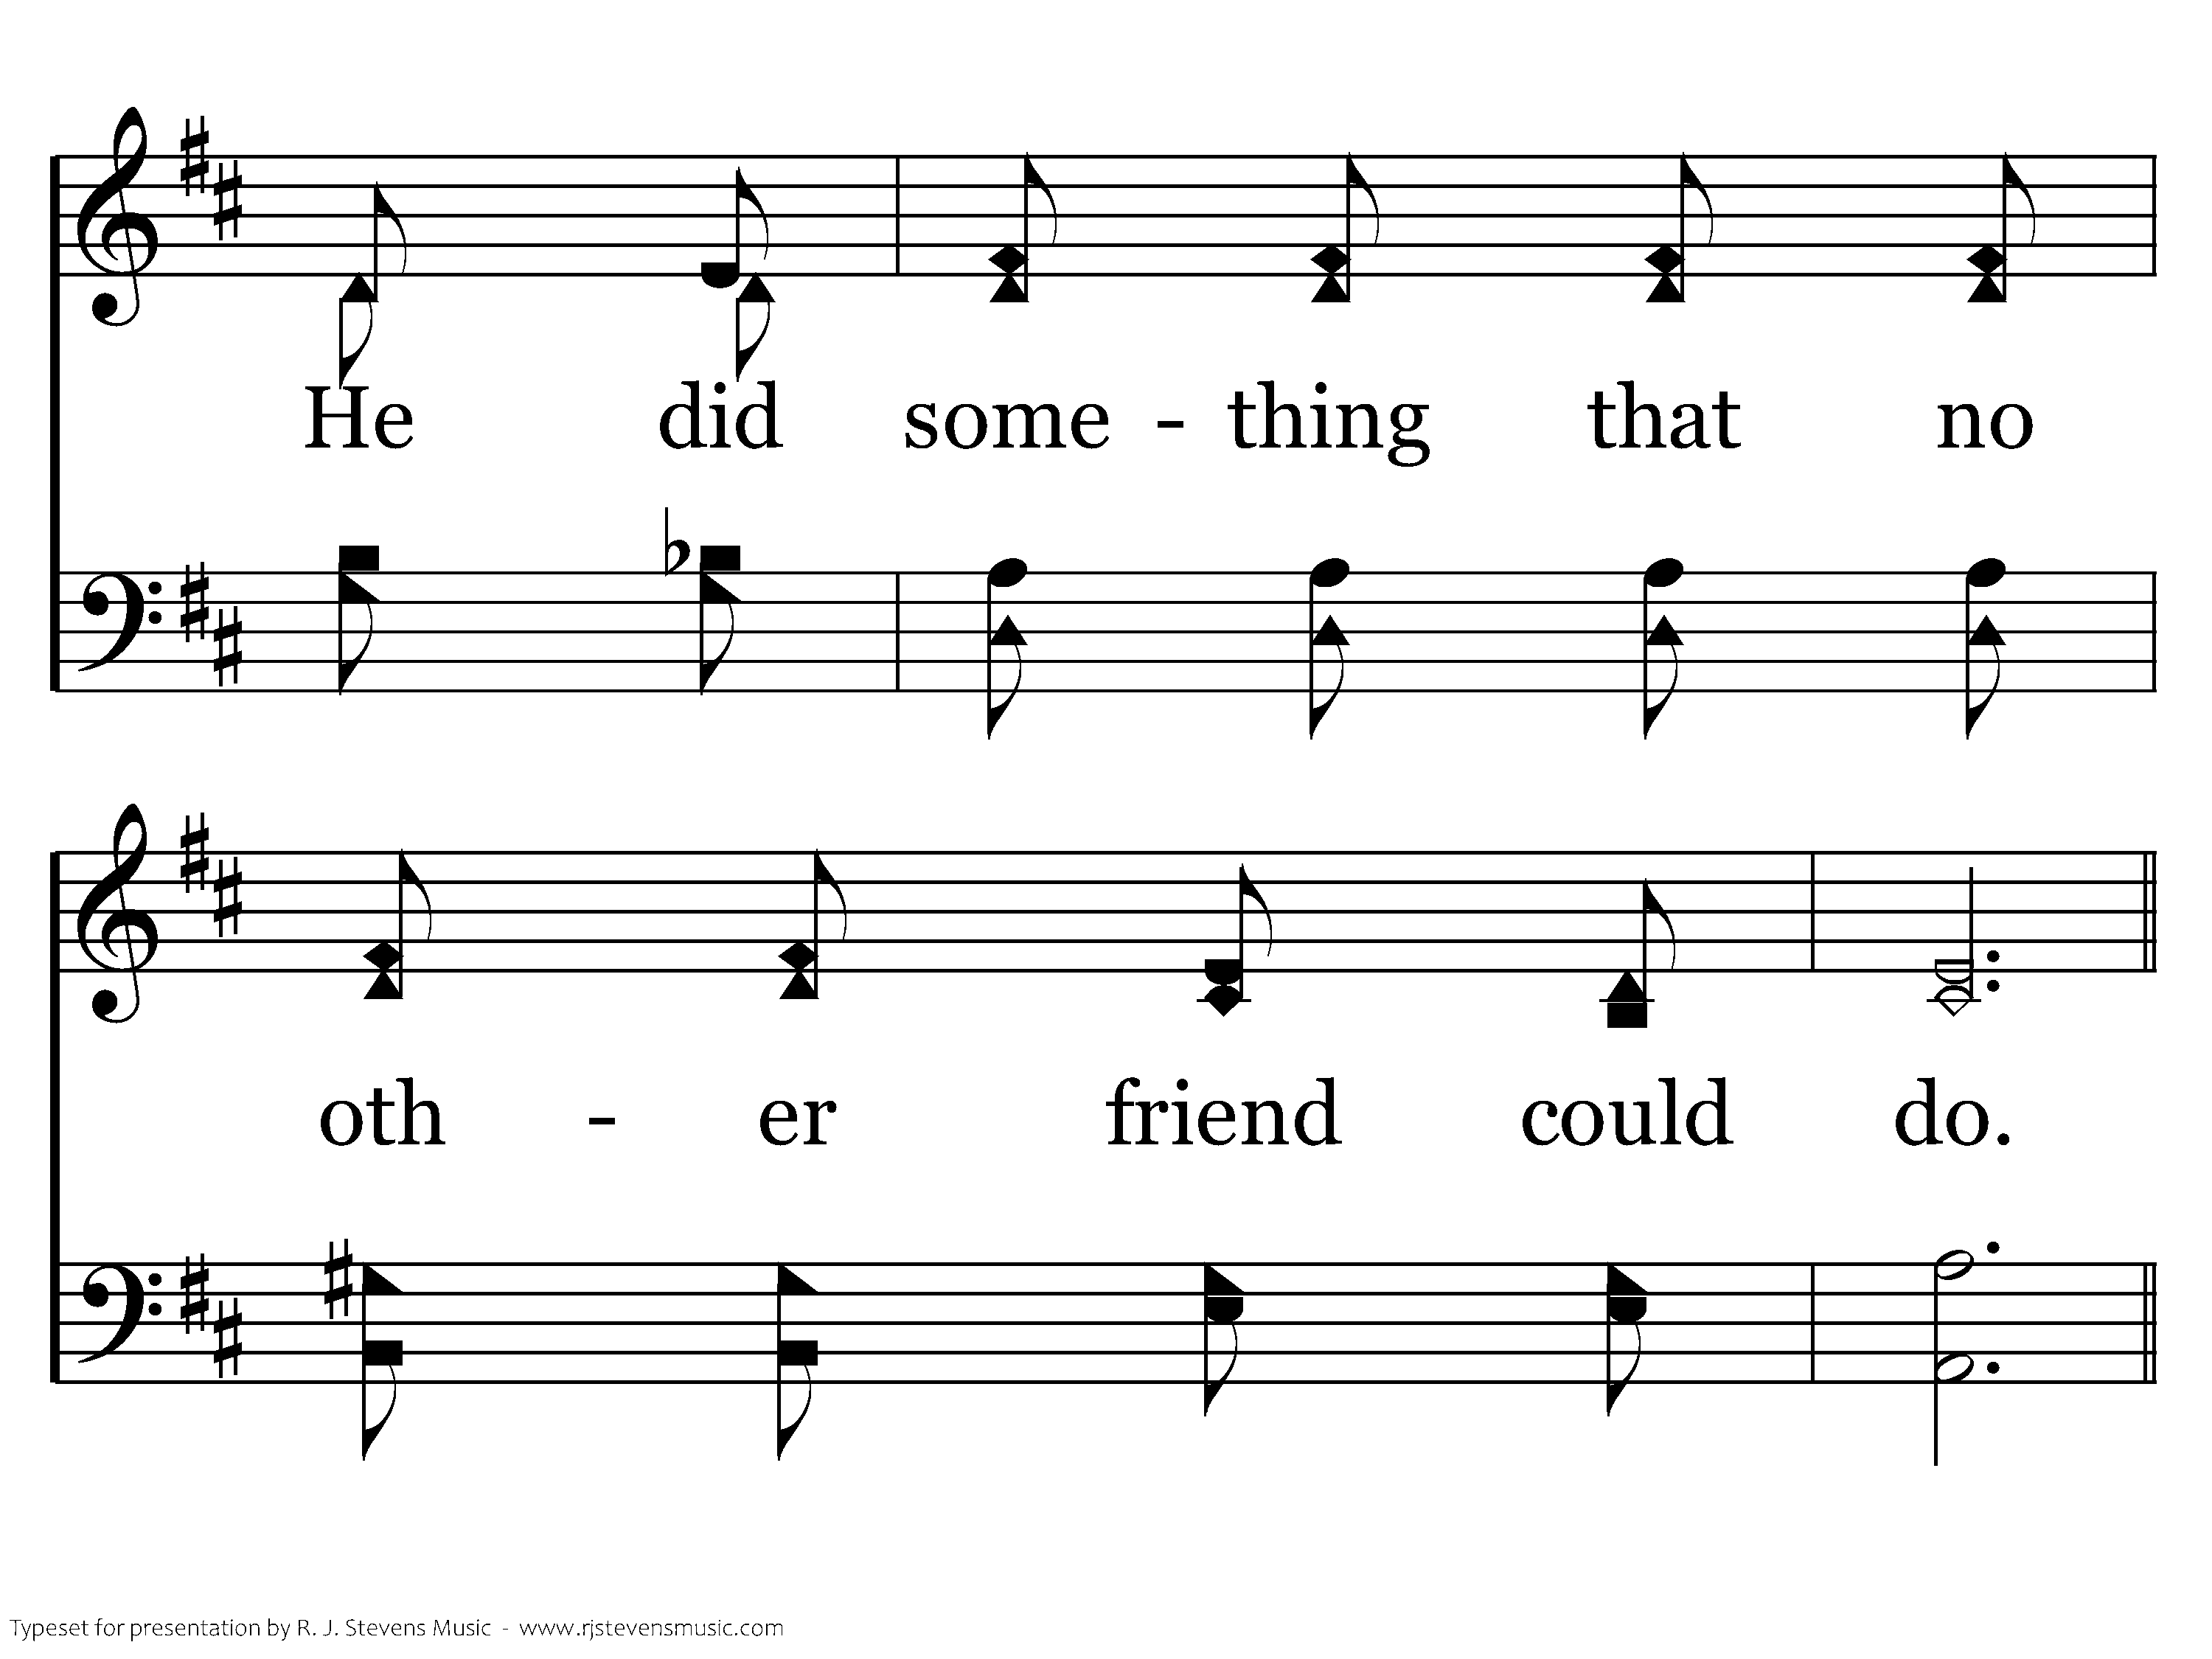 He did some - thing that no
oth - er friend could do.
Typeset for presentation by R. J. Stevens Music - www.rjstevensmusic.com